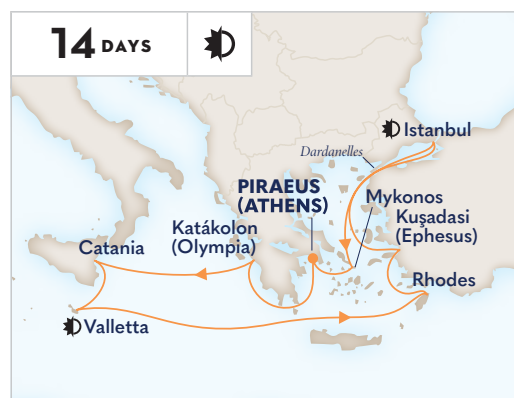 14 DAYS
Istanbul
Dardanelles
PIRAEUS
(ATHENS)
Mykonos
Kuşadasi
(Ephesus)
Katákolon
(Olympia)
Catania
Rhodes
Valletta